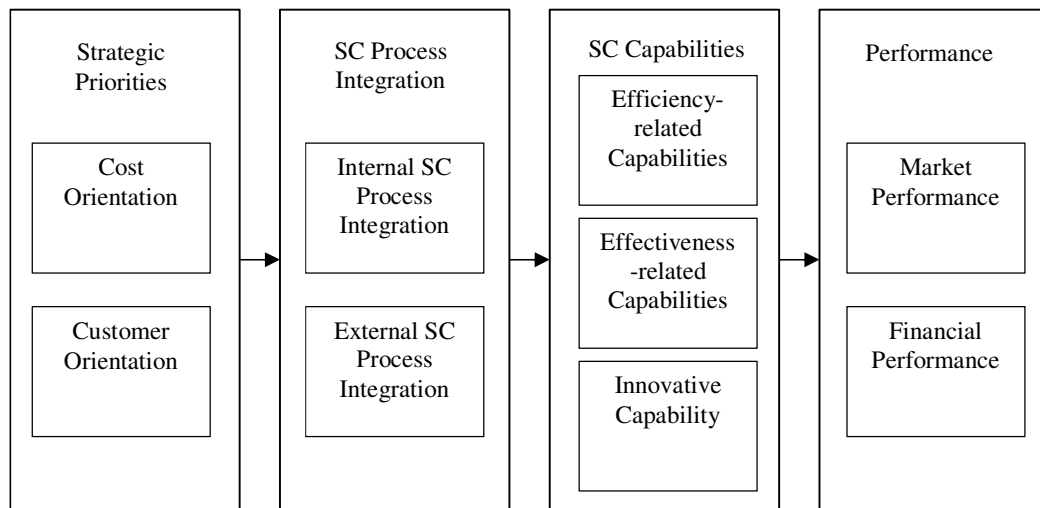 Strategic
Priorities
Cost
Orientation
Customer
Orientation
SC Process
Integration
Internal SC
Process
Integration
External SC
Process
Integration
SC Capabilities
Efficiency-
related
Capabilities
Effectiveness
-related
Capabilities
Innovative
Capability
Performance
Market
Performance
Financial
Performance